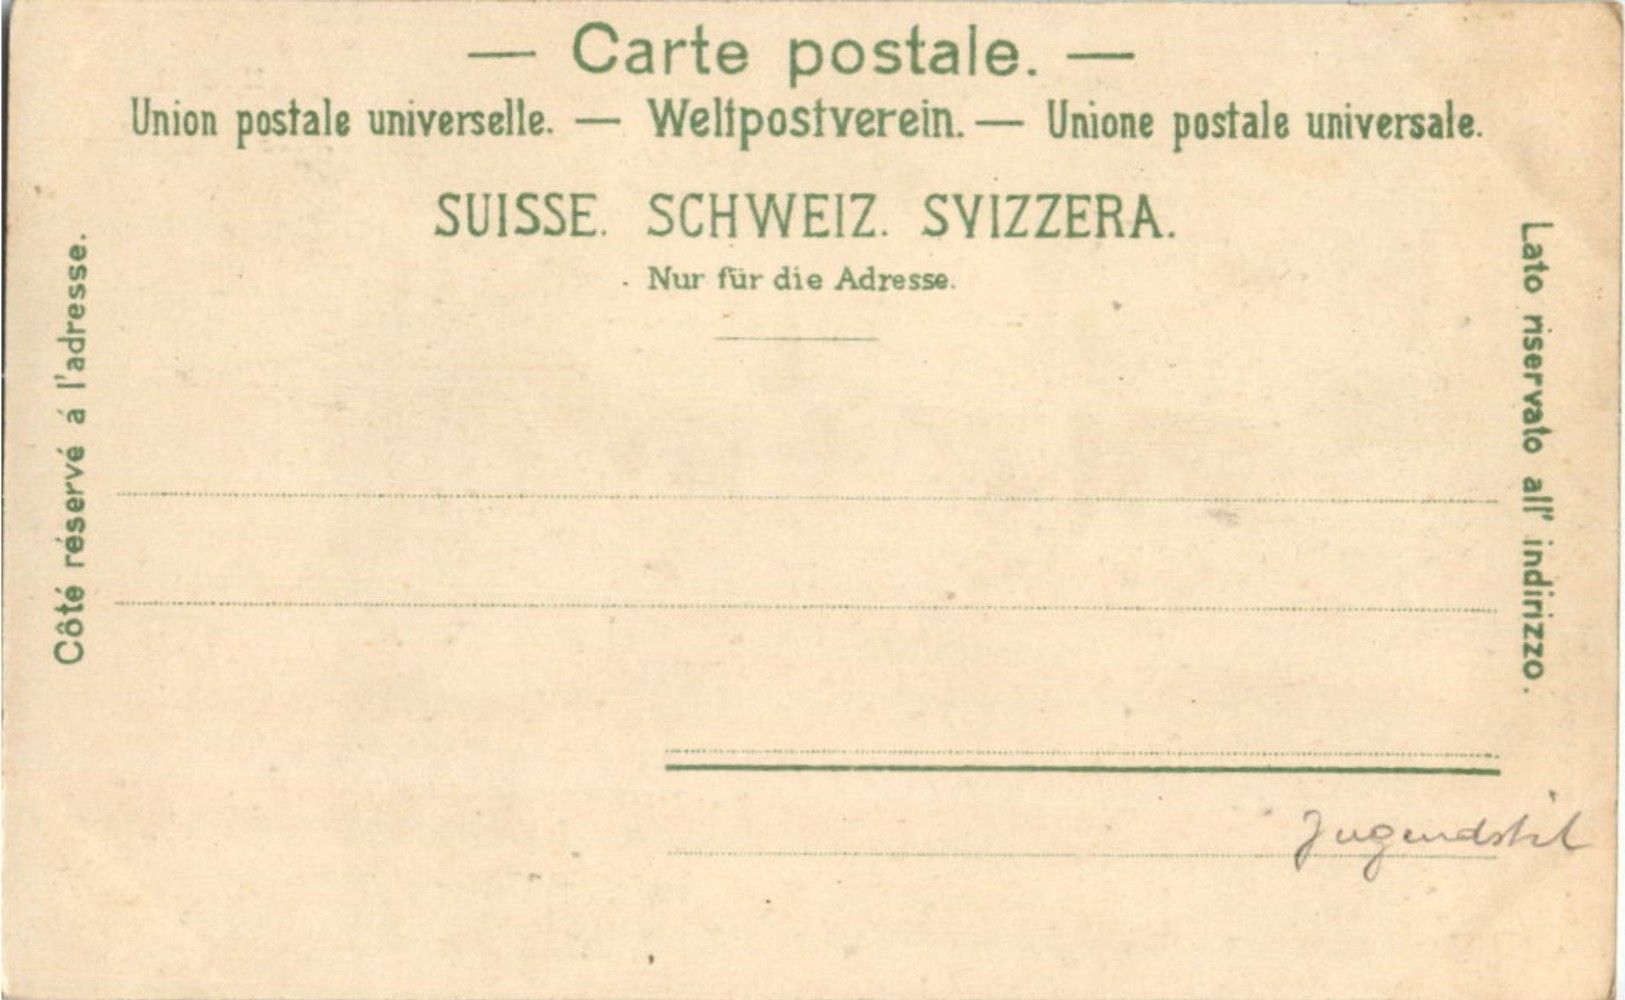 — Carte postale. —
Union postale universelle. — Weltpostverein. — Unione postale universale.
SUISSE. SCHWEIZ. SVIZZERA.
Nur für die Adresse.
Côté réservé á l'adresse.
Lato riservato all' indirizzo.
Jugendstil